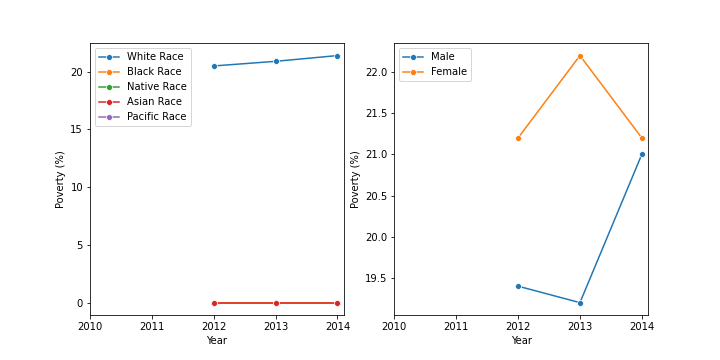 White Race
Black Race
Native Race
Asian Race
Pacific Race
Poverty (%)
20
15
10
5
0
2010 2011 2012 2013 2014
Year
Male
Female
Poverty (%)
22.0
21.5
21.0
20.5
20.0
19.5
2010 2011 2012 2013 2014
Year